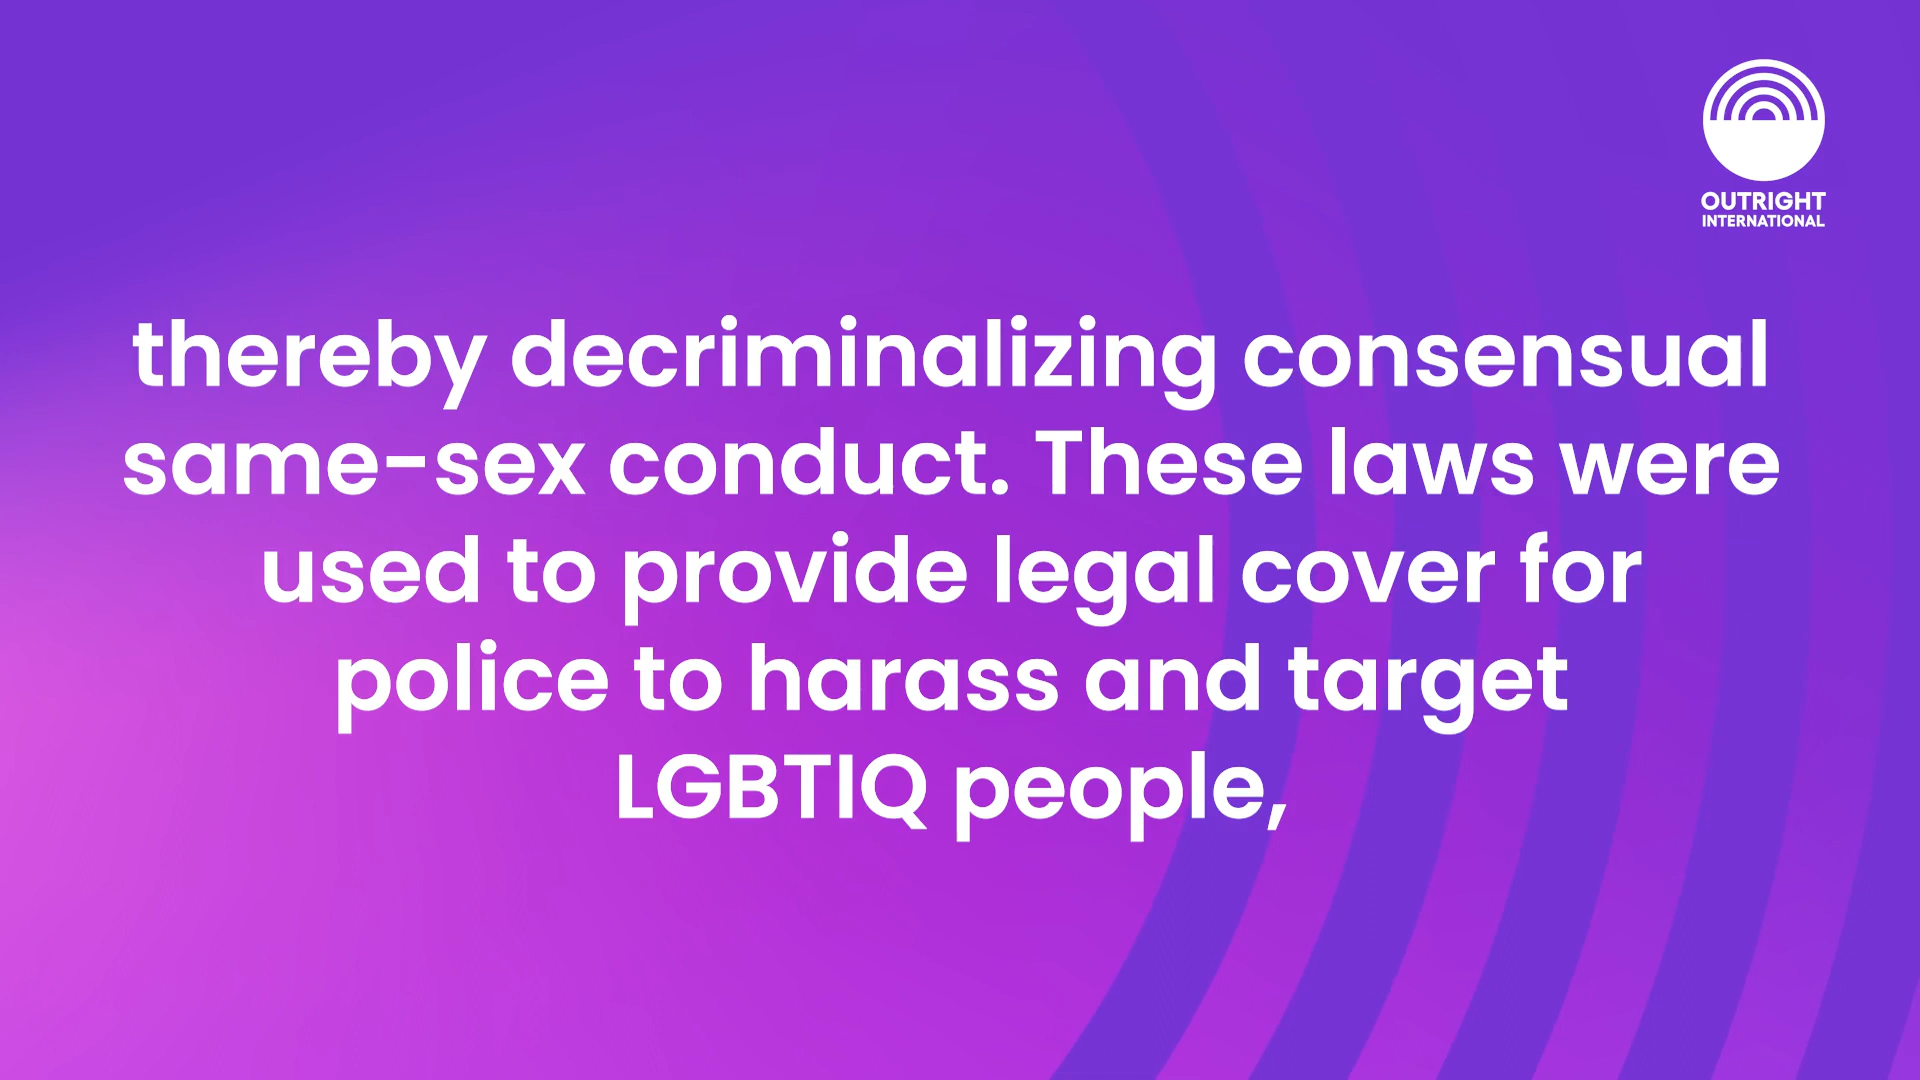 OUTRIGHT
INTERNATIONAL
thereby decriminalizing consensual
same-sex conduct. These laws were
used to provide legal cover for
police to harass and target
LGBTIQ people,